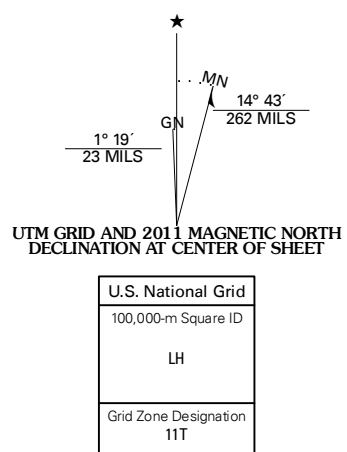 MN
14° 43´
262 MILS
GN
1° 19´
23 MILS
UTM GRID AND 2011 MAGNETIC NORTH
DECLINATION AT CENTER OF SHEET
U.S. National Grid
100,000-m Square ID
LH
Grid Zone Designation
11T